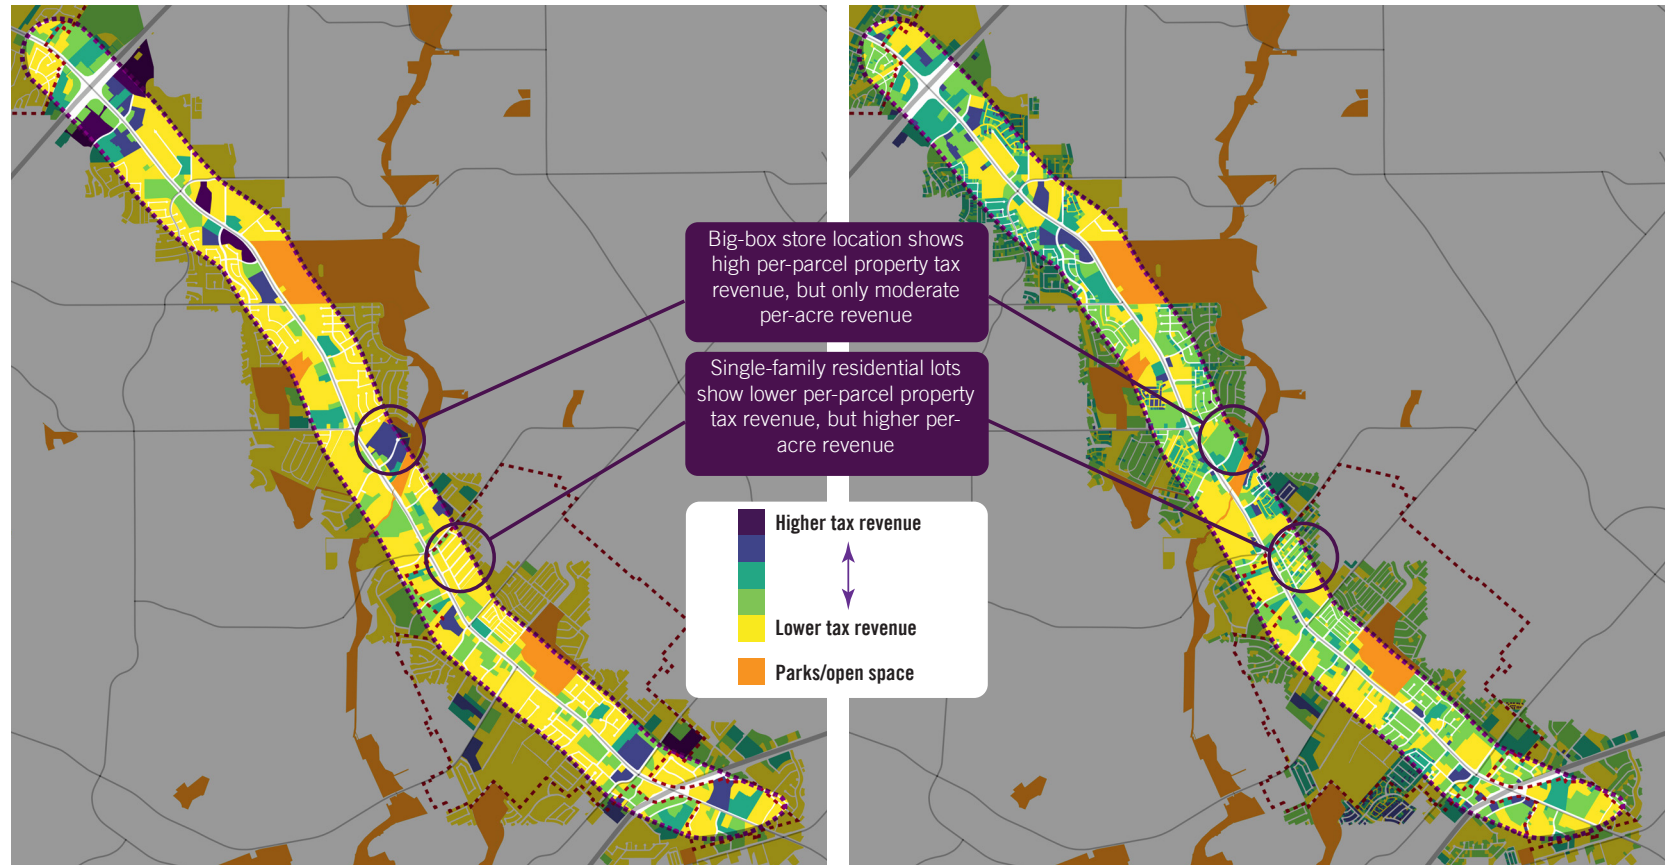 Big-box store location shows
high per-parcel property tax
revenue, but only moderate
per-acre revenue
Single-family residential lots
show lower per-parcel property
tax revenue, but higher per-
acre revenue
Higher tax revenue
Lower tax revenue
Parks/open space